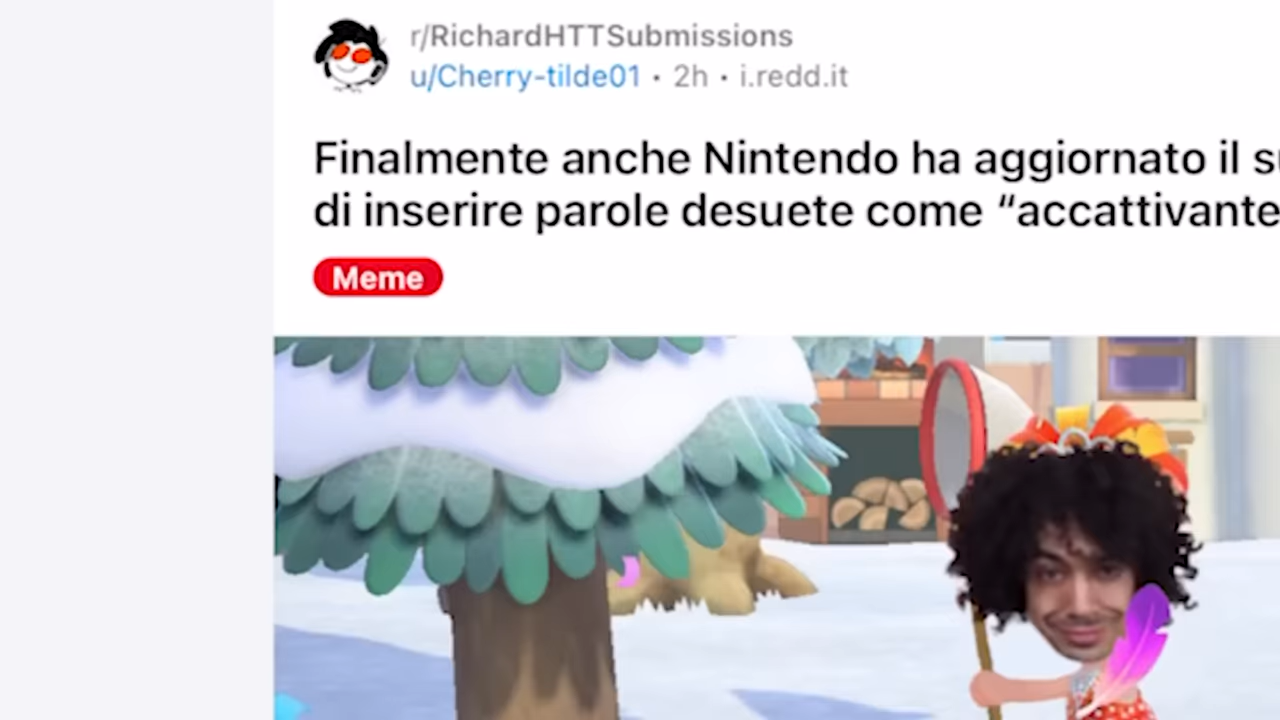 r/RichardHTTSubmissions
u/Cherry-tilde01 · 2h · i.redd.it
Finalmente anche Nintendo ha aggiornato il
di inserire parole desuete come “accattivante
Meme